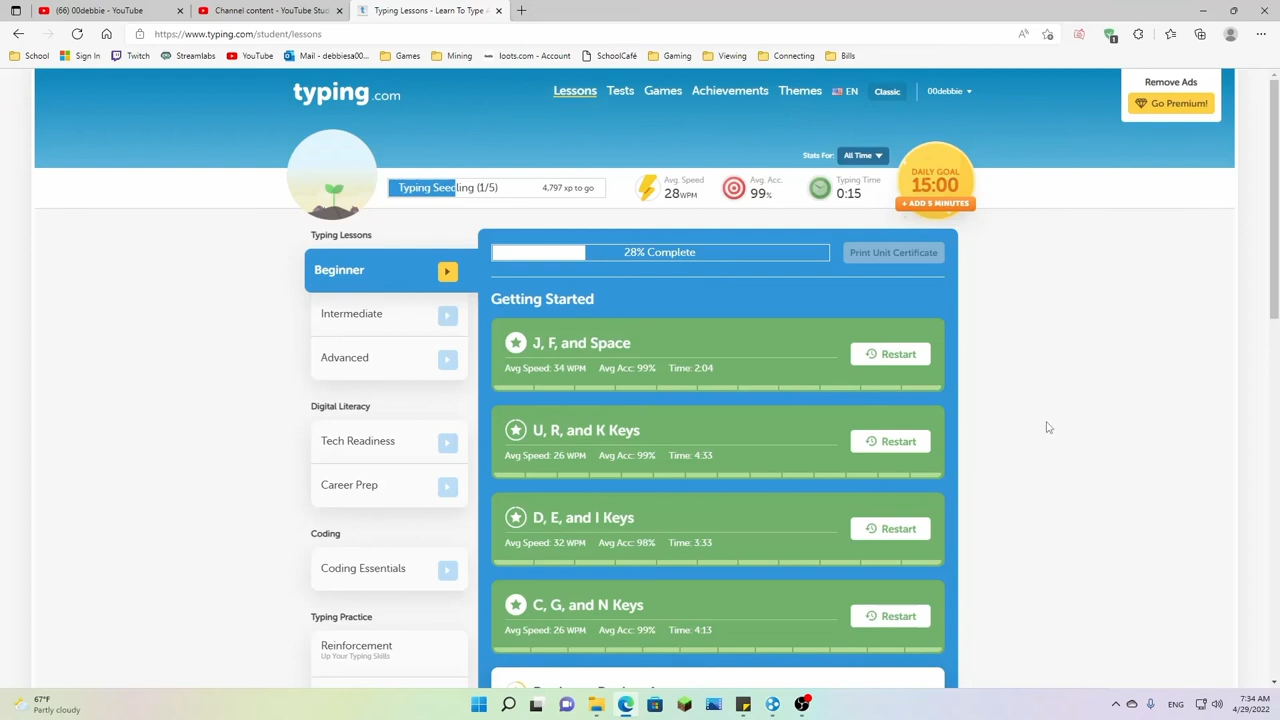 (66) 00debbie - YouTube
Channel content - YouTube Stud
Typing Lessons - Learn To Type A
https://www.typing.com/student/lessons
School
Sign In
Twitch
Streamlabs
YouTube
Mail - debbiesa00@...
Games
Mining
loots.com - Account
SchoolCafé
Gaming
Viewing
Connecting
Bills
typing.com
Lessons
Tests
Games
Achievements
Themes
EN
Classic
00debbie
Remove Ads
Go Premium!
Stats For:
All Time
Typing Seedling (1/5)
4,797 xp to go
Avg. Speed
28WPM
Avg. Acc.
99%
Typing Time
0:15
DAILY GOAL
15:00
+ ADD 5 MINUTES
Typing Lessons
Beginner
Intermediate
Advanced
Digital Literacy
Tech Readiness
Career Prep
Coding
Coding Essentials
Typing Practice
Reinforcement
Up Your Typing Skills
28% Complete
Print Unit Certificate
Getting Started
J, F, and Space
Avg Speed: 34 WPM Avg Acc: 99% Time: 2:04
Restart
U, R, and K Keys
Avg Speed: 26 WPM Avg Acc: 99% Time: 4:33
Restart
D, E, and I Keys
Avg Speed: 32 WPM Avg Acc: 98% Time: 3:33
Restart
C, G, and N Keys
Avg Speed: 26 WPM Avg Acc: 99% Time: 4:13
Restart
67°F
Partly cloudy
ENG
7:34 AM
4/29/2022